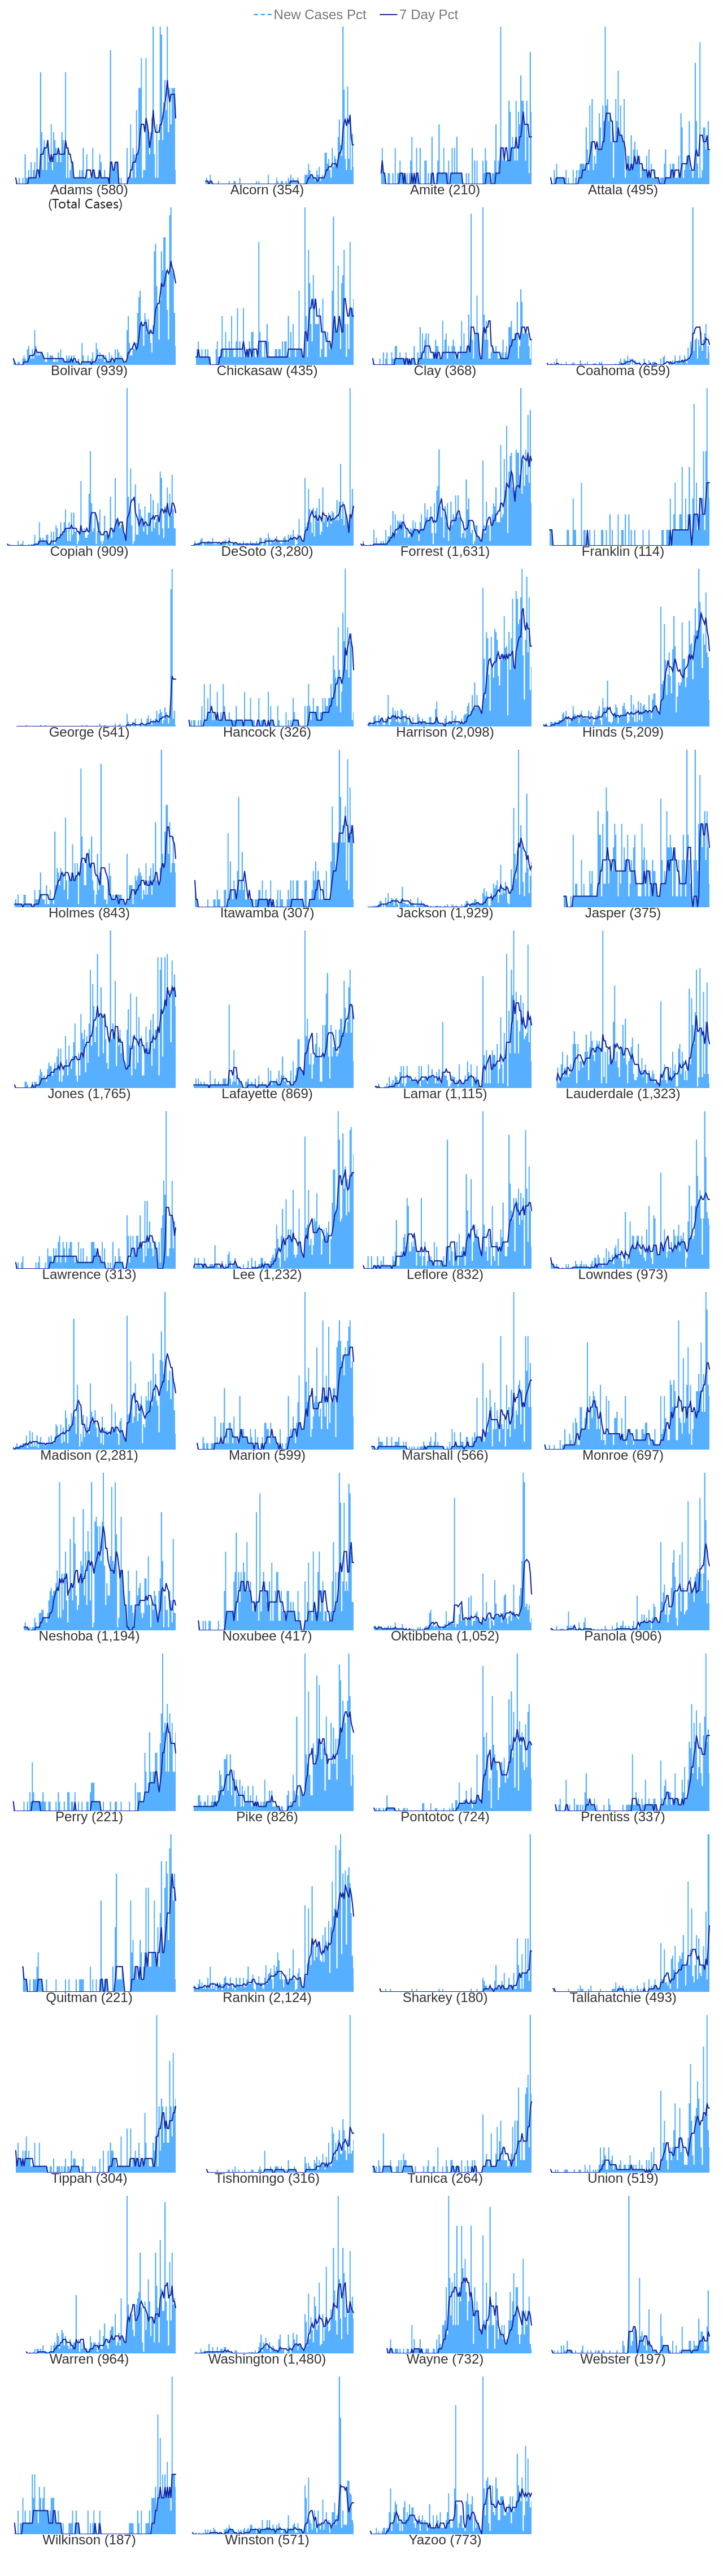 New Cases Pct 7 Day Pct
Adams (580) Alcorn (354) Amite (210) Attala (495)
(Total Cases)
Bolivar (939) Chickasaw (435) Clay (368) Coahoma (659)
Copiah (909) DeSoto (3,280) Forrest (1,631) Franklin (114)
George (541) Hancock (326) Harrison (2,098) Hinds (5,209)
Holmes (843) Itawamba (307) Jackson (1,929) Jasper (375)
Jones (1,765) Lafayette (869) Lamar (1,115) Lauderdale (1,323)
Lawrence (313) Lee (1,232) Leflore (832) Lowndes (973)
Madison (2,281) Marion (599) Marshall (566) Monroe (697)
Neshoba (1,194) Noxubee (417) Oktibbeha (1,052) Panola (906)
Perry (221) Pike (826) Pontotoc (724) Prentiss (337)
Quitman (221) Rankin (2,124) Sharkey (180) Tallahatchie (493)
Tippah (304) Tishomingo (316) Tunica (264) Union (519)
Warren (964) Washington (1,480) Wayne (732) Webster (197)
Wilkinson (187) Winston (571) Yazoo (773)